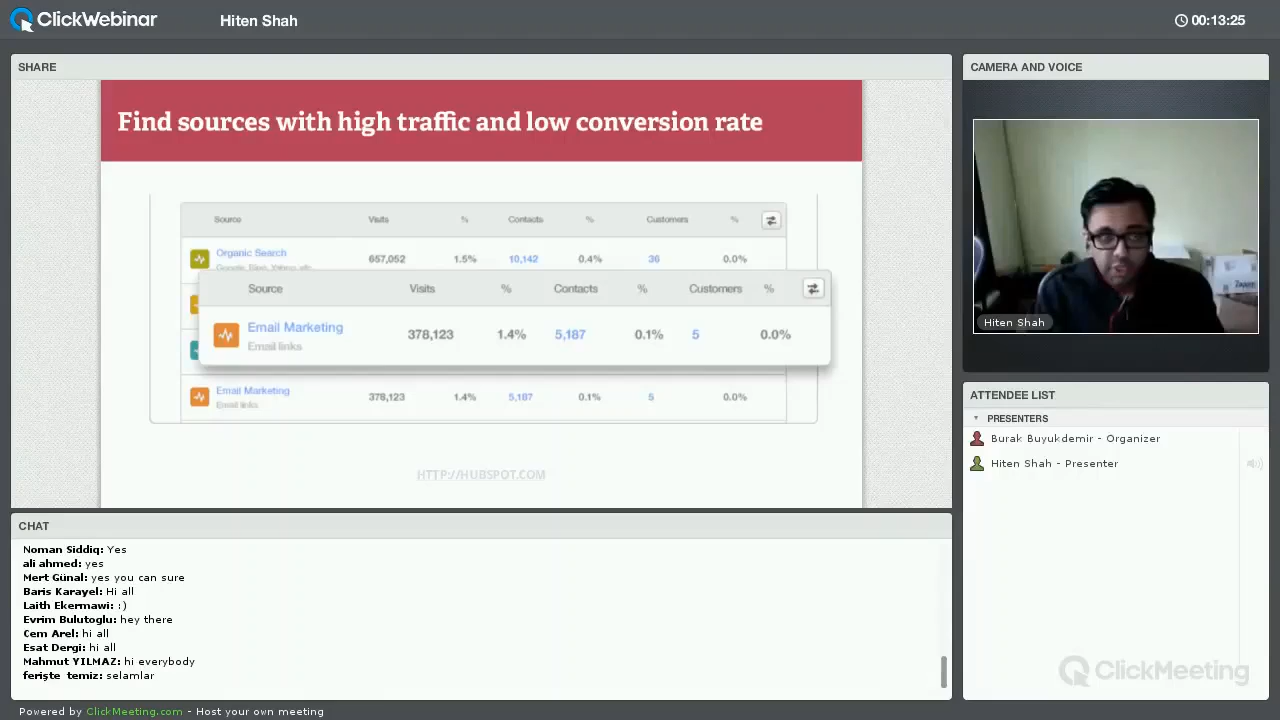 ClickWebinar
Hiten Shah
00:13:25
SHARE
Find sources with high traffic and low conversion rate
Source Visits % Contacts % Customers %
Organic Search 657,052 1.5% 10,142 0.4% 36 0.0%
Source Visits % Contacts % Customers %
Email Marketing 378,123 1.4% 5,187 0.1% 5 0.0%
Email links
Email Marketing 378,123 1.4% 5,187 0.1% 5 0.0%
Email links
HTTP://HUBSPOT.COM
CAMERA AND VOICE
Hiten Shah
ATTENDEE LIST
PRESENTERS
Burak Buyukdemir - Organizer
Hiten Shah - Presenter
ClickMeeting
CHAT
Noman Siddiq: Yes
ali ahmed: yes
Mert Günal: yes you can sure
Baris Karayel: Hi all
Laith Ekermawi: :)
Evrim Bulutoglu: hey there
Cem Arel: hi all
Esat Dergi: hi all
Mahmut YILMAZ: hi everybody
ferişte temiz: selamlar
Powered by ClickMeeting.com - Host your own meeting